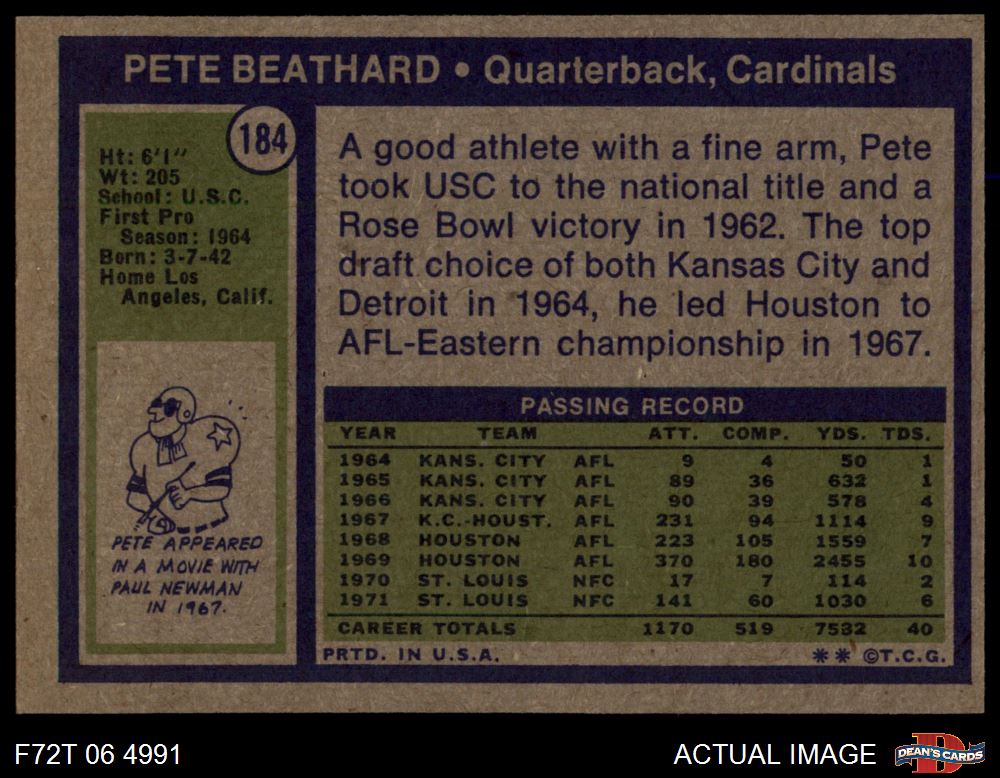 PETE BEATHARD • Quarterback, Cardinals
184
Ht: 6'1"
Wt: 205
School: U.S.C.
First Pro
Season: 1964
Born: 3-7-42
Home Los
Angeles, Calif.
PETE APPEARED
IN A MOVIE WITH
PAUL NEWMAN
IN 1967.
A good athlete with a fine arm, Pete
took USC to the national title and a
Rose Bowl victory in 1962. The top
draft choice of both Kansas City and
Detroit in 1964, he led Houston to
AFL-Eastern championship in 1967.
PASSING RECORD
YEAR TEAM ATT. COMP. YDS. TDS.
1964 KANS. CITY AFL 9 4 50 1
1965 KANS. CITY AFL 89 36 632 1
1966 KANS. CITY AFL 90 39 578 4
1967 K.C.-HOUST. AFL 231 94 1114 9
1968 HOUSTON AFL 223 105 1559 7
1969 HOUSTON AFL 370 180 2455 10
1970 ST. LOUIS NFC 17 7 114 2
1971 ST. LOUIS NFC 141 60 1030 6
CAREER TOTALS 1170 519 7532 40
PRTD. IN U.S.A. ** ©T.C.G.
F72T 06 4991
ACTUAL IMAGE
DEAN'S CARDS